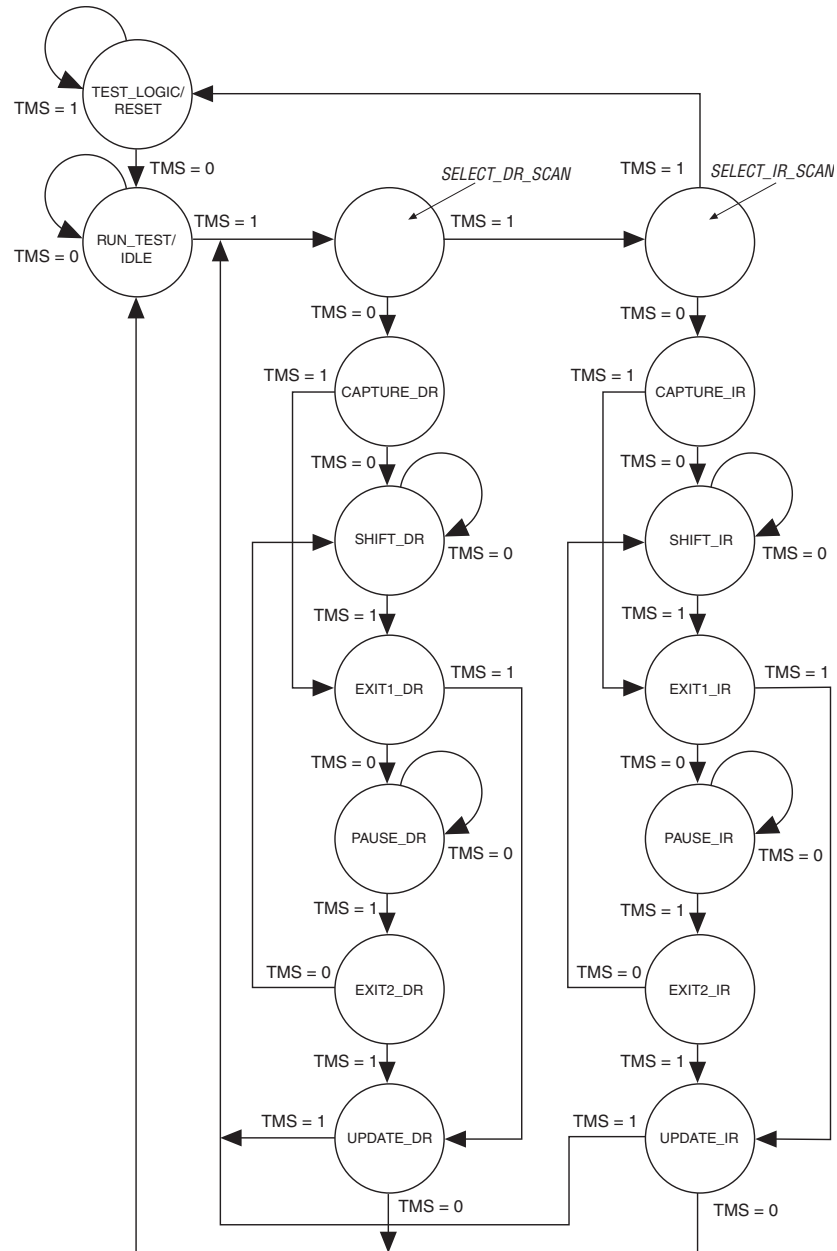 TEST_LOGIC/
RESET
TMS = 1
TMS = 0
SELECT_DR_SCAN
TMS = 1
SELECT_IR_SCAN
RUN_TEST/
IDLE
TMS = 0
TMS = 1
TMS = 1
TMS = 0
TMS = 0
TMS = 1
CAPTURE_DR
TMS = 1
CAPTURE_IR
TMS = 0
TMS = 0
SHIFT_DR
TMS = 0
SHIFT_IR
TMS = 0
TMS = 1
TMS = 1
EXIT1_DR
TMS = 1
EXIT1_IR
TMS = 1
TMS = 0
TMS = 0
PAUSE_DR
TMS = 0
PAUSE_IR
TMS = 0
TMS = 1
TMS = 1
TMS = 0
EXIT2_DR
TMS = 0
EXIT2_IR
TMS = 1
TMS = 1
TMS = 1
UPDATE_DR
TMS = 1
UPDATE_IR
TMS = 0
TMS = 0